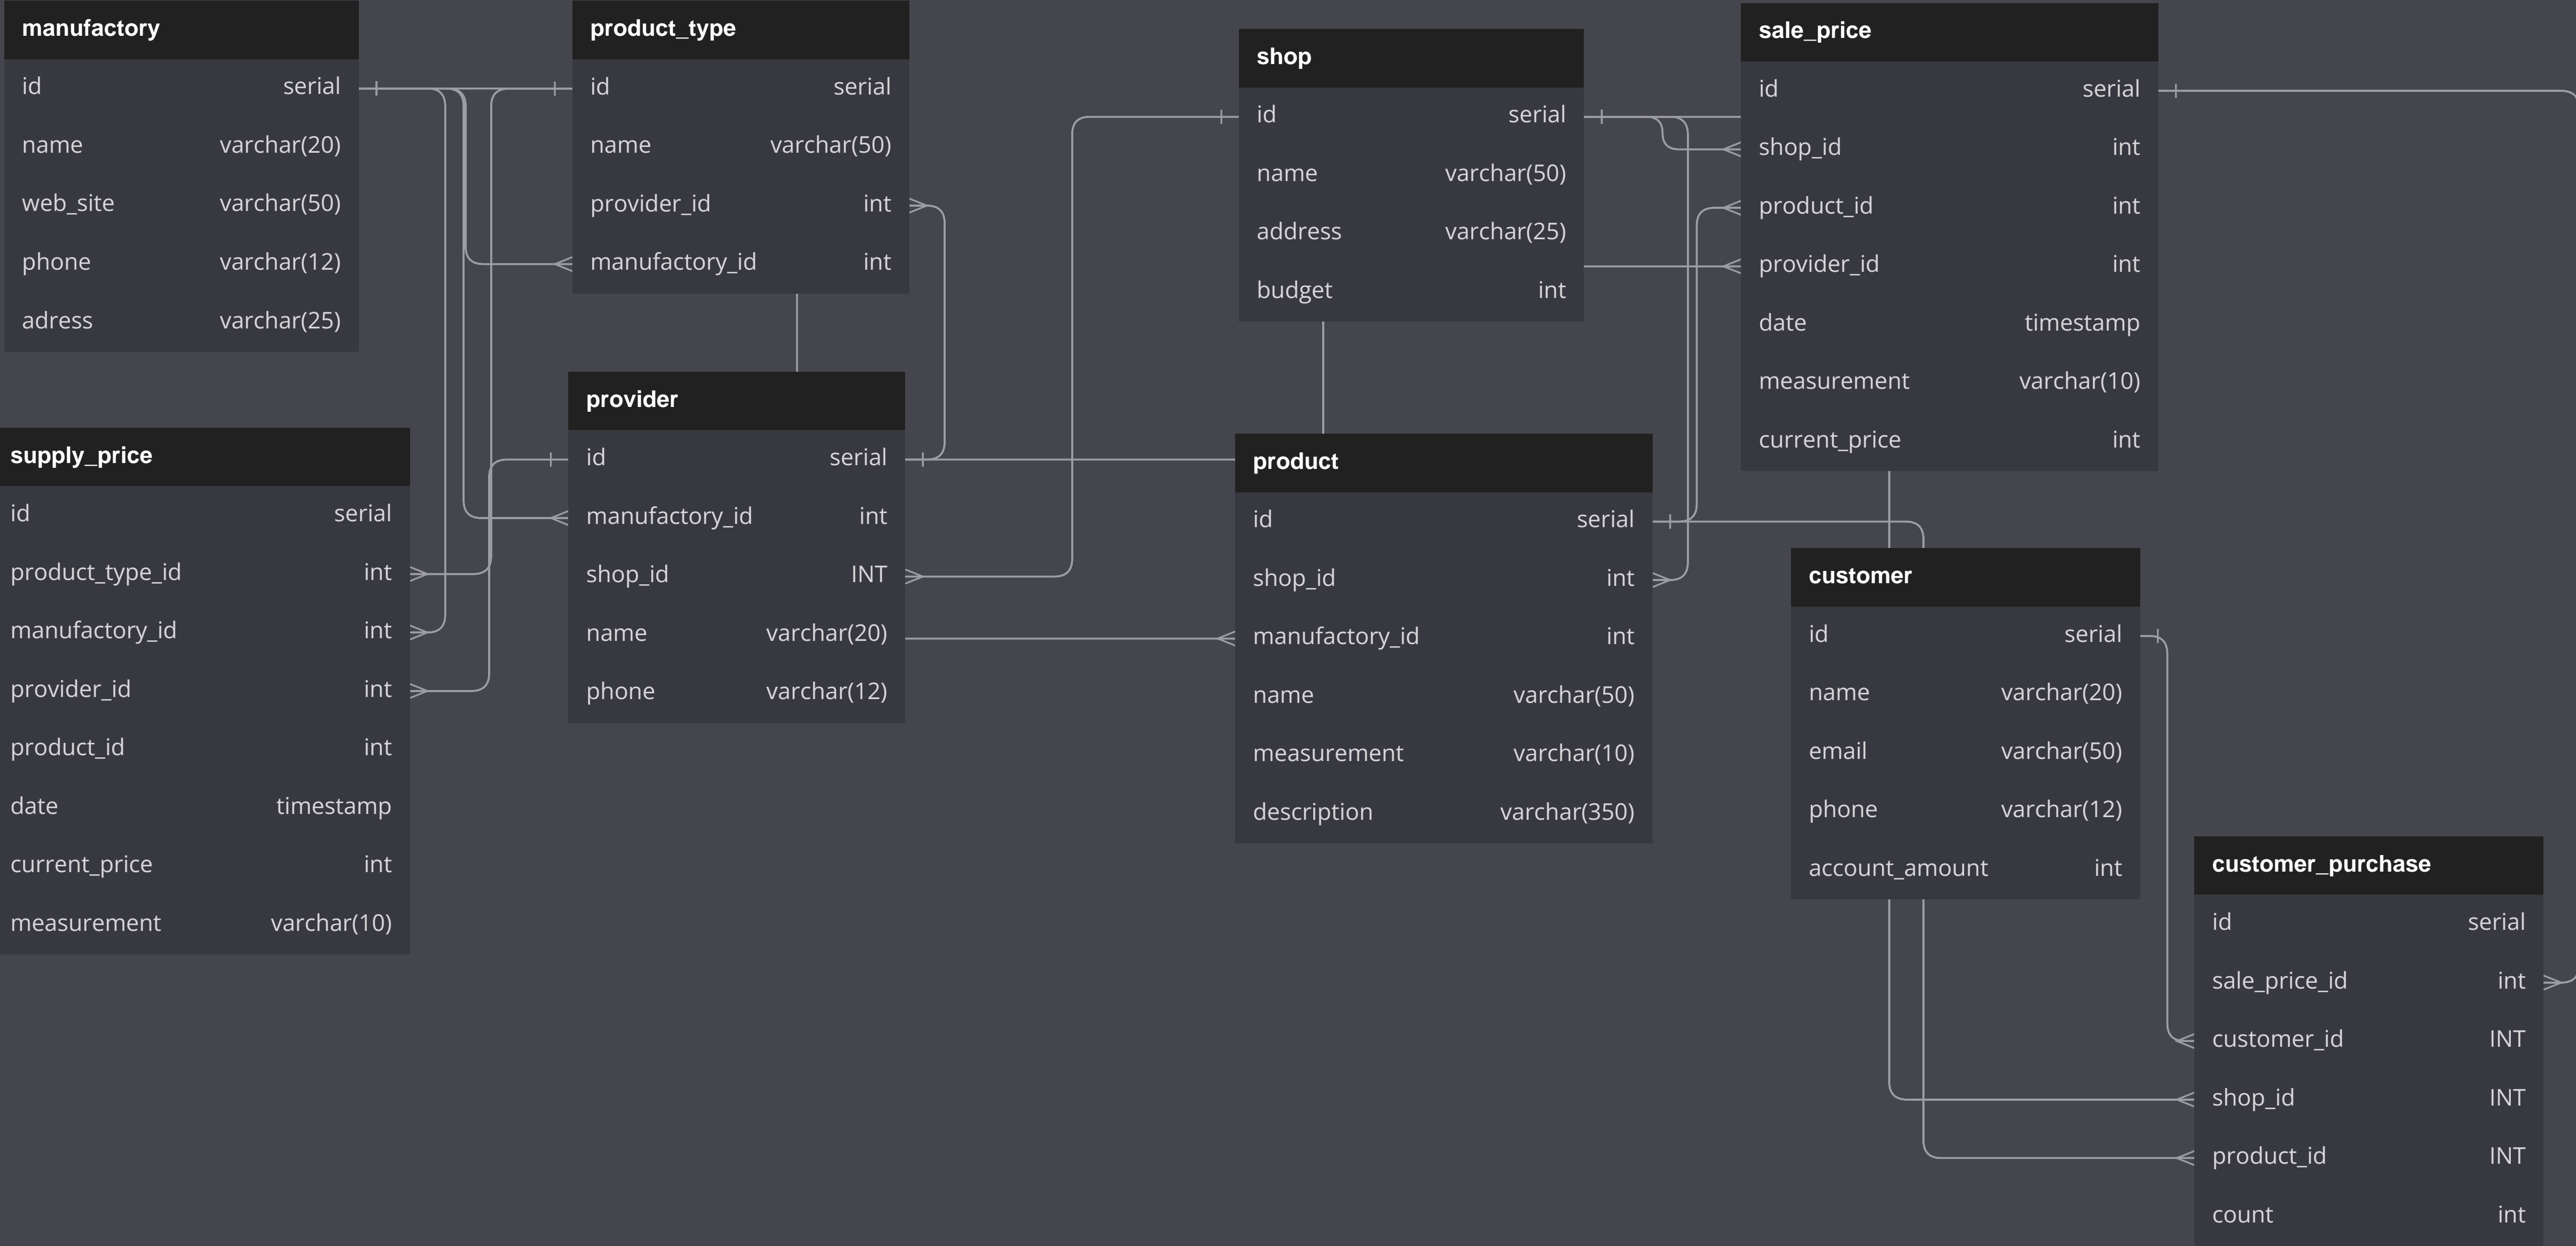 manufactory
id serial
name varchar(20)
web_site varchar(50)
phone varchar(12)
adress varchar(25)
product_type
id serial
name varchar(50)
provider_id int
manufactory_id int
shop
id serial
name varchar(50)
address varchar(25)
budget int
sale_price
id serial
shop_id int
product_id int
provider_id int
date timestamp
measurement varchar(10)
current_price int
supply_price
id serial
product_type_id int
manufactory_id int
provider_id int
product_id int
date timestamp
current_price int
measurement varchar(10)
provider
id serial
manufactory_id int
shop_id INT
name varchar(20)
phone varchar(12)
product
id serial
shop_id int
manufactory_id int
name varchar(50)
measurement varchar(10)
description varchar(350)
customer
id serial
name varchar(20)
email varchar(50)
phone varchar(12)
account_amount int
customer_purchase
id serial
sale_price_id int
customer_id INT
shop_id INT
product_id INT
count int